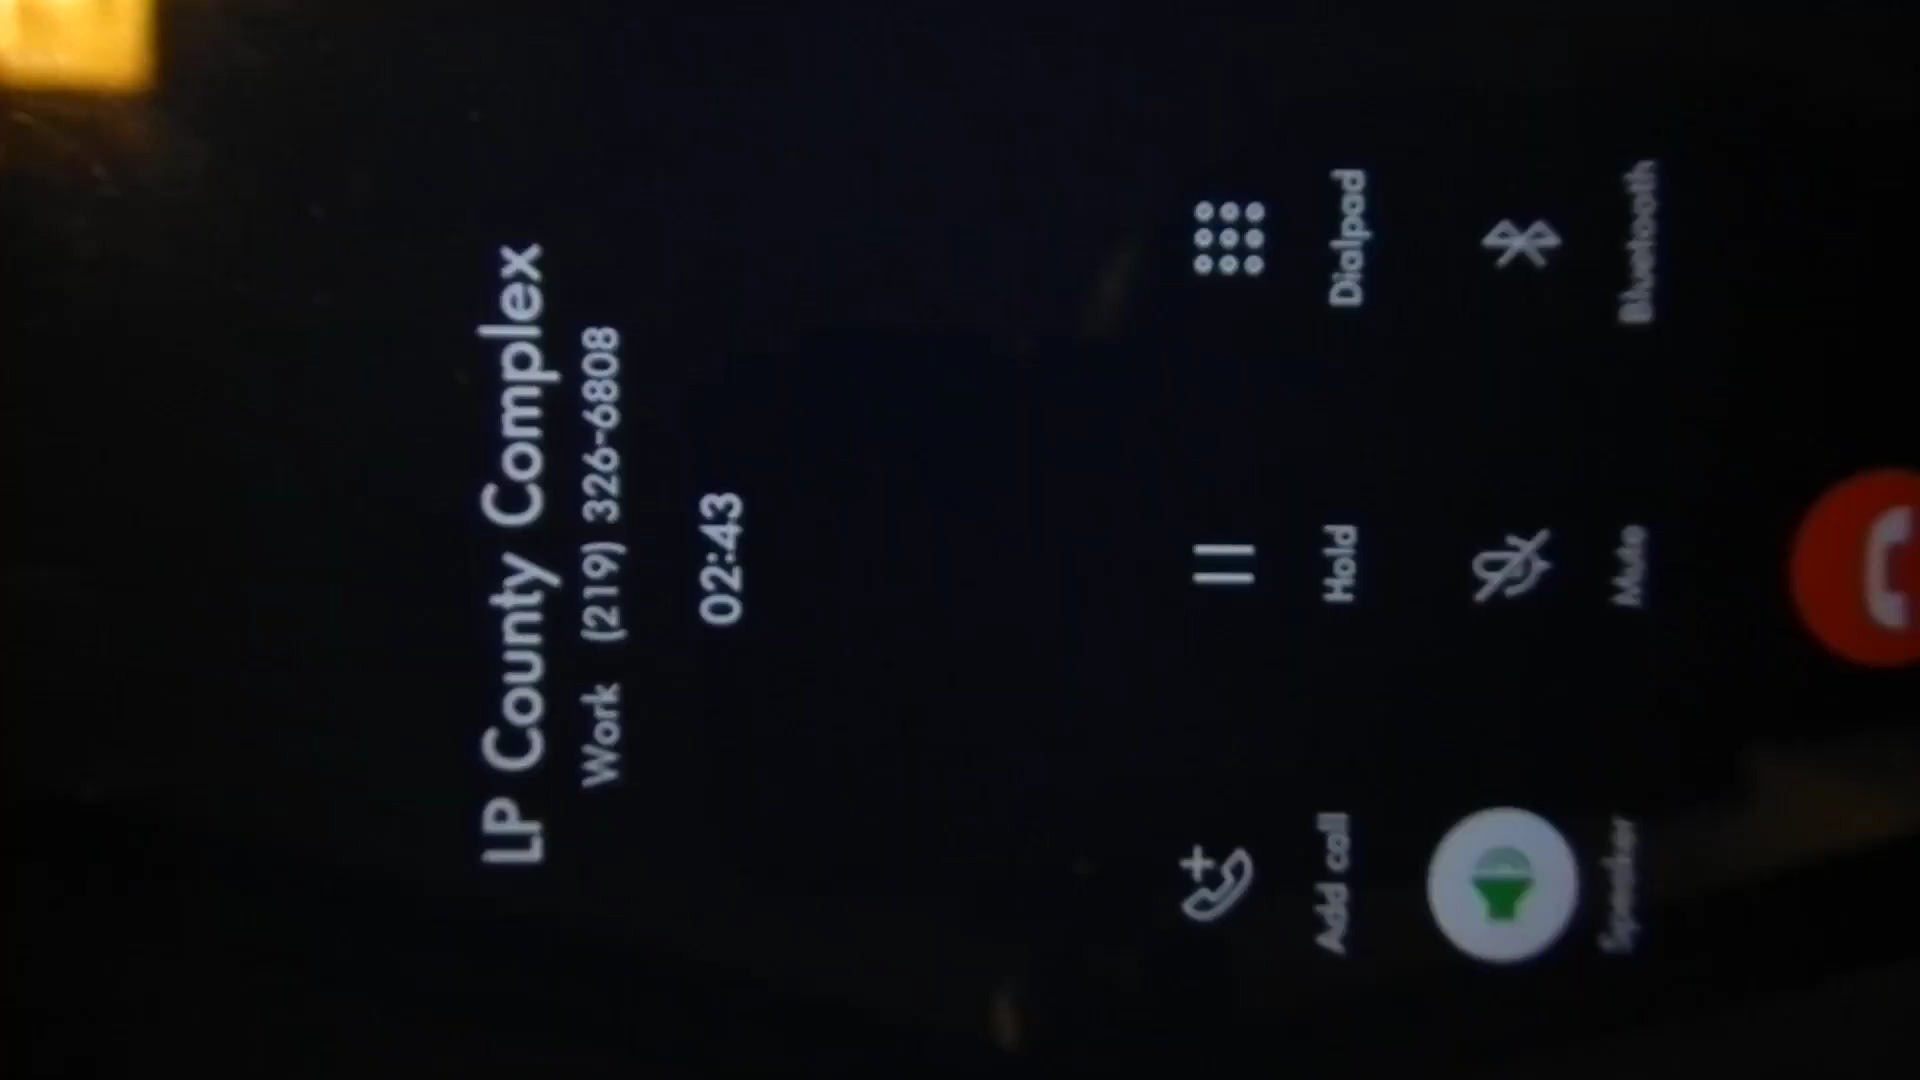 LP County Complex
Work (219) 326-6808
02:43
Add call
Hold
Dialpad
Speaker
Mute
Bluetooth